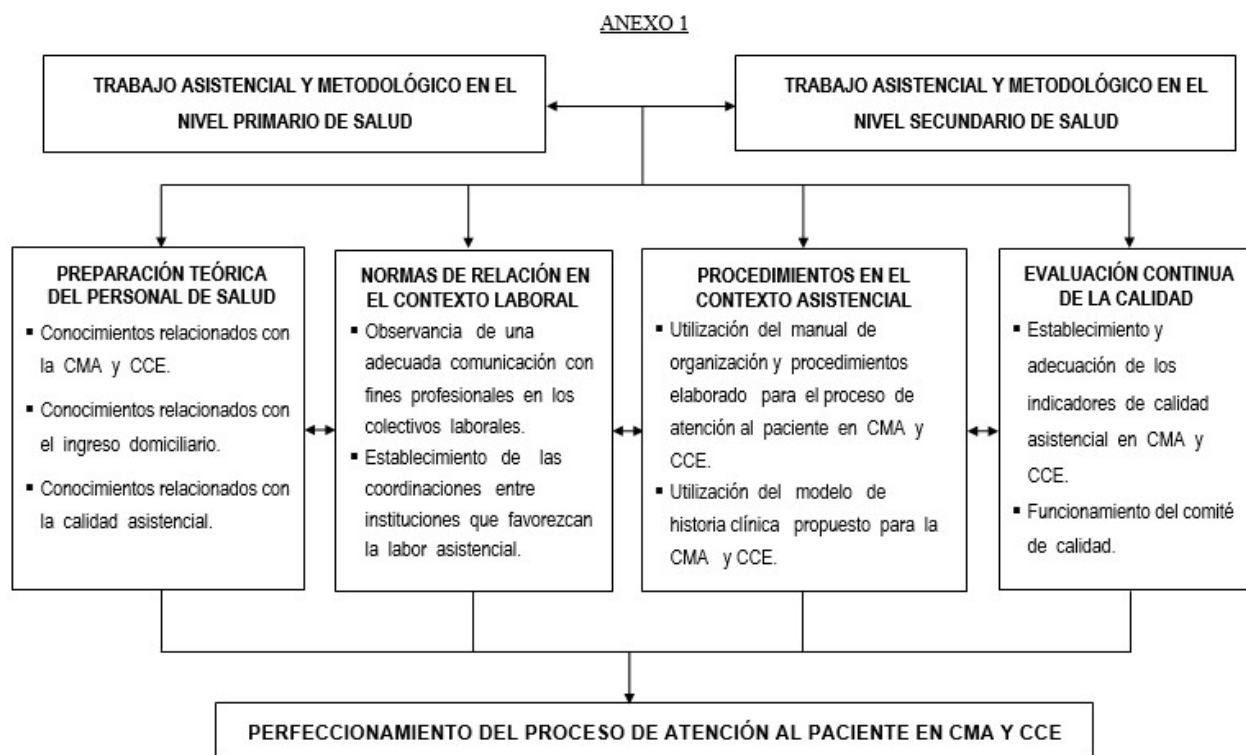 ANEXO 1
TRABAJO ASISTENCIAL Y METODOLÓGICO EN EL
NIVEL PRIMARIO DE SALUD
TRABAJO ASISTENCIAL Y METODOLÓGICO EN EL
NIVEL SECUNDARIO DE SALUD
PREPARACIÓN TEÓRICA
DEL PERSONAL DE SALUD
▪ Conocimientos relacionados con
la CMA y CCE.
▪ Conocimientos relacionados con
el ingreso domiciliario.
▪ Conocimientos relacionados con
la calidad asistencial.
NORMAS DE RELACIÓN EN
EL CONTEXTO LABORAL
▪ Observancia de una
adecuada comunicación con
fines profesionales en los
colectivos laborales.
▪ Establecimiento de las
coordinaciones entre
instituciones que favorezcan
la labor asistencial.
PROCEDIMIENTOS EN EL
CONTEXTO ASISTENCIAL
▪ Utilización del manual de
organización y procedimientos
elaborado para el proceso de
atención al paciente en CMA y
CCE.
▪ Utilización del modelo de
historia clínica propuesto para la
CMA y CCE.
EVALUACIÓN CONTINUA
DE LA CALIDAD
▪ Establecimiento y
adecuación de los
indicadores de calidad
asistencial en CMA y
CCE.
▪ Funcionamiento del comité
de calidad.
PERFECCIONAMIENTO DEL PROCESO DE ATENCIÓN AL PACIENTE EN CMA Y CCE